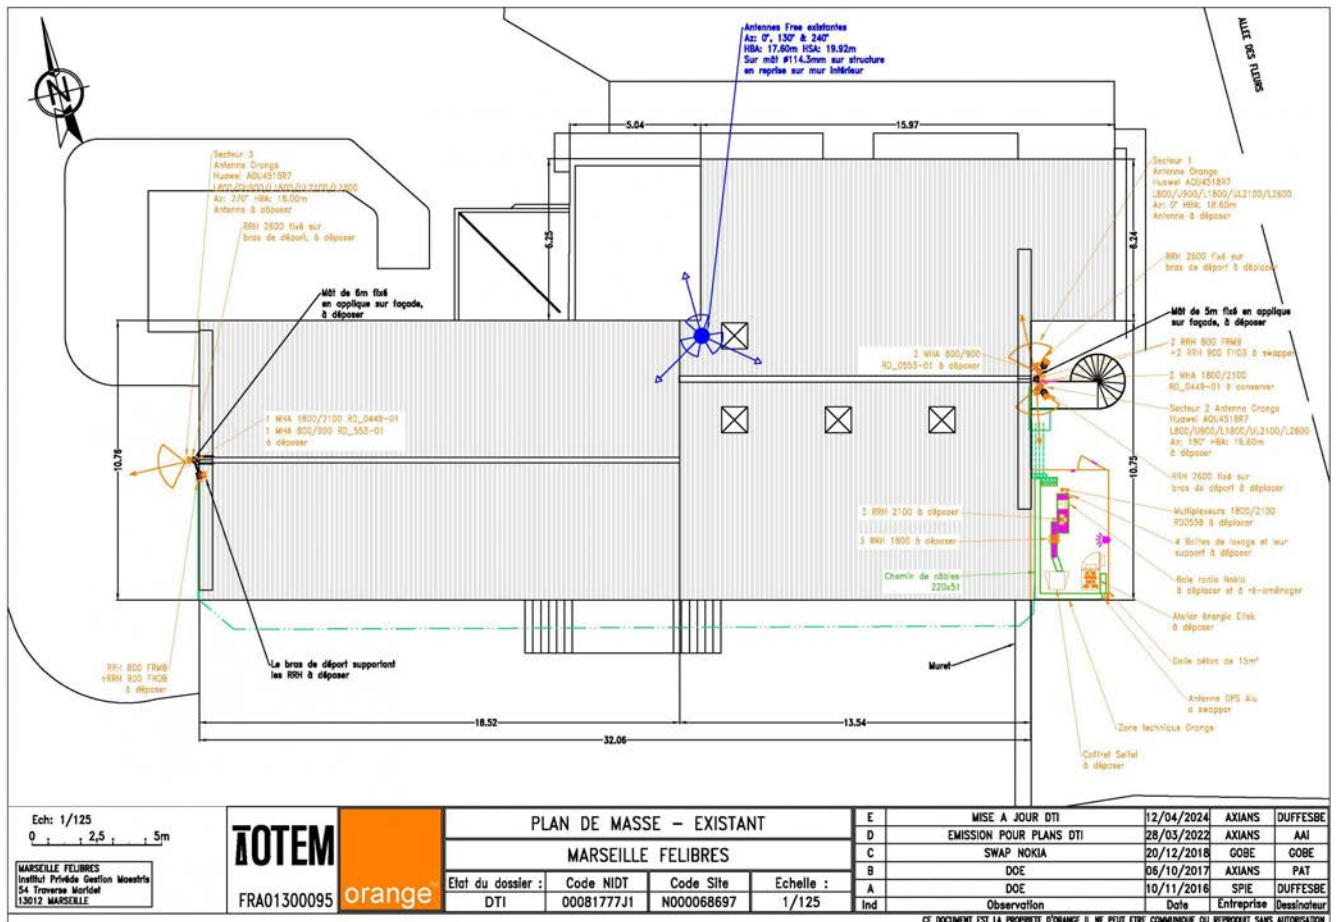 Antennes Free existantes
Az: 0°, 130° & 240°
HBA: 17.60m HSA: 19.92m
Sur mât ø114.3mm sur structure
en reprise sur mur intérieur
ALLEE DES FLEURS
N
5.04
15.97
Secteur 3
Antenne Orange
Huawei AQU4518R7
L800/GU900/L1800/UL2100/L2600
Az: 270° HBA: 18.00m
Antenne à déposer
RRH 2600 fixé sur
bras de déport, à déposer
Mât de 6m fixé
en applique sur façade,
à déposer
6.25
6.24
Secteur 1
Antenne Orange
Huawei AQU4518R7
L800/U900/L1800/UL2100/L2600
Az: 0° HBA: 18.60m
Antenne à déposer
RRH 2600 fixé sur
bras de déport à déplacer
Mât de 5m fixé en applique
sur façade, à déposer
2 MHA 800/900
RD_0553-01 à déposer
2 RRH 800 FRMB
+2 RRH 900 FHDB à swapper
2 MHA 1800/2100
RD_0449-01 à conserver
Secteur 2 Antenne Orange
Huawei AQU4518R7
L800/U900/L1800/UL2100/L2600
Az: 190° HBA: 18.60m
à déposer
1 MHA 1800/2100 RD_0449-01
1 MHA 800/900 RD_553-01
à déposer
10.76
10.75
RRH 2600 fixé sur
bras de déport à déplacer
Multiplexeurs 1800/2100
RD0558 à déplacer
3 RRH 2100 à déposer
3 RRH 1800 à déposer
4 Boîtes de lovage et leur
support à déposer
Chemin de câbles
220x51
Baie radio Nokia
à déplacer et à ré-aménager
Atelier énergie Eltek
à déposer
Dalle béton de 15m²
RRH 800 FRMB
+RRH 900 FHDB
à déposer
Le bras de déport supportant
les RRH à déposer
Muret
Antenne GPS Alu
à swapper
18.52
13.54
Zone technique Orange
32.06
Coffret Saitel
à déposer
Ech: 1/125
0 2,5 5m
MARSEILLE FELIBRES
Institut Privéde Gestion Maestris
54 Traverse Maridet
13012 MARSEILLE
TOTEM
FRA01300095
orange
PLAN DE MASSE - EXISTANT
MARSEILLE FELIBRES
Etat du dossier : Code NIDT Code Site Echelle :
DTI 00081777J1 N000068697 1/125
E MISE A JOUR DTI 12/04/2024 AXIANS DUFFESBE
D EMISSION POUR PLANS DTI 28/03/2022 AXIANS AAI
C SWAP NOKIA 20/12/2018 GOBE GOBE
B DOE 06/10/2017 AXIANS PAT
A DOE 10/11/2016 SPIE DUFFESBE
Ind Observation Date Entreprise Dessinateur
CE DOCUMENT EST LA PROPRIETE D'ORANGE IL NE PEUT ETRE COMMUNIQUE OU REPRODUIT SANS AUTORISATION